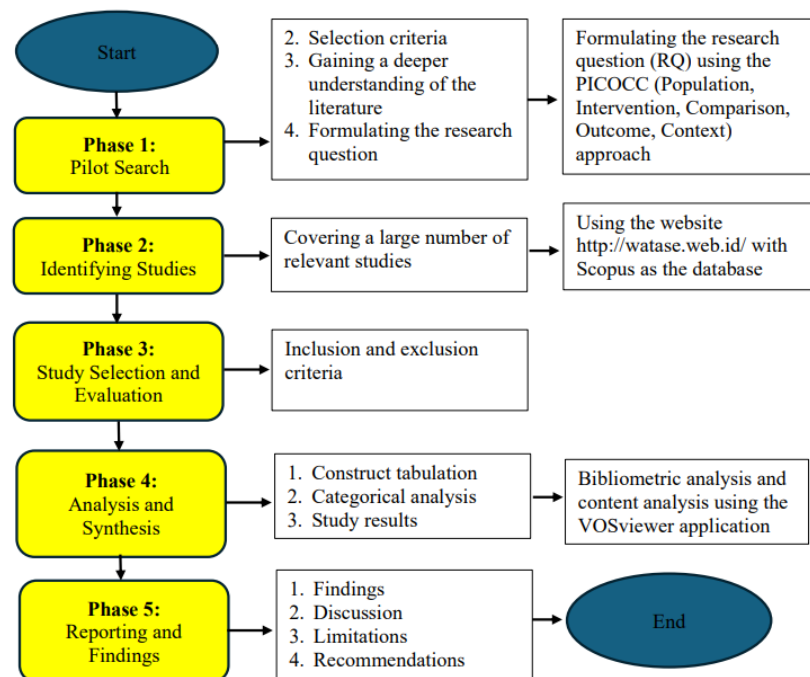 Start
2. Selection criteria
3. Gaining a deeper
understanding of the
literature
4. Formulating the research
question
Formulating the research
question (RQ) using the
PICOCC (Population,
Intervention, Comparison,
Outcome, Context)
approach
Phase 1:
Pilot Search
Phase 2:
Identifying Studies
Covering a large number of
relevant studies
Using the website
http://watase.web.id/ with
Scopus as the database
Phase 3:
Study Selection and
Evaluation
Inclusion and exclusion
criteria
Phase 4:
Analysis and
Synthesis
1. Construct tabulation
2. Categorical analysis
3. Study results
Bibliometric analysis and
content analysis using the
VOSviewer application
Phase 5:
Reporting and
Findings
1. Findings
2. Discussion
3. Limitations
4. Recommendations
End